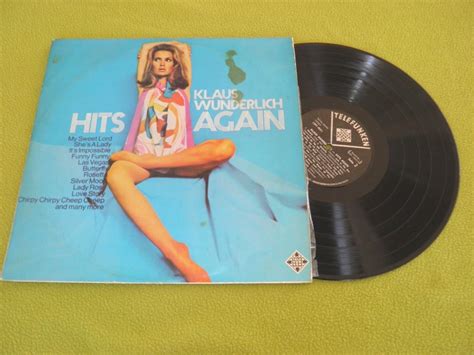 KLAUS
WUNDERLICH
HITS AGAIN
My Sweet Lord
She's A Lady
It's Impossible
Funny Funny
Las Vegas
Butterfly
Rosetta
Silver Moon
Lady Rose
Love Story
Chirpy Chirpy Cheep Cheep
and many more
TELEFUNKEN